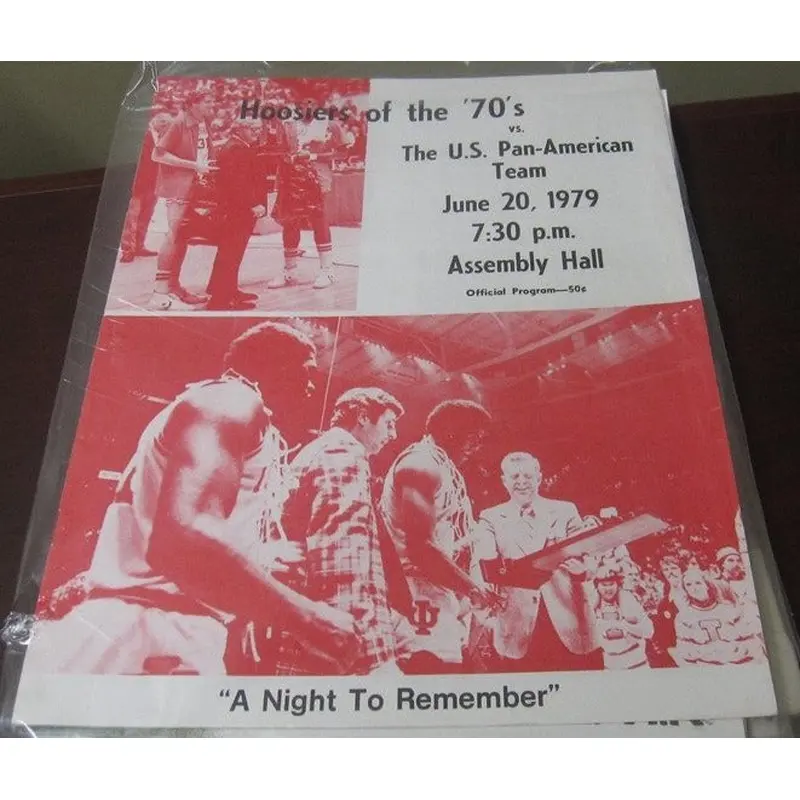 Hoosiers of the '70's
vs.
The U.S. Pan-American
Team
June 20, 1979
7:30 p.m.
Assembly Hall
Official Program—50¢
"A Night To Remember"